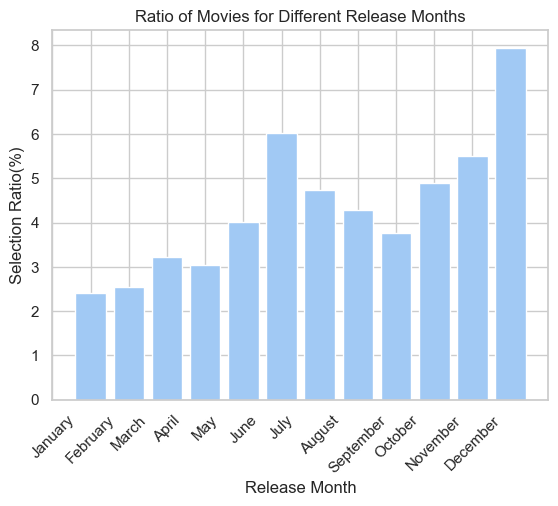 Ratio of Movies for Different Release Months
8
7
6
5
4
3
2
1
0
Selection Ratio(%)
January
February
March
April
May
June
July
August
September
October
November
December
Release Month